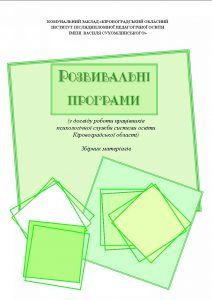 КОМУНАЛЬНИЙ ЗАКЛАД «КІРОВОГРАДСЬКИЙ ОБЛАСНИЙ
ІНСТИТУТ ПІСЛЯДИПЛОМНОЇ ПЕДАГОГІЧНОЇ ОСВІТИ
ІМЕНІ ВАСИЛЯ СУХОМЛИНСЬКОГО»
РОЗВИВАЛЬНІ
ПРОГРАМИ
(з досвіду роботи працівників
психологічної служби системи освіти
Кіровоградської області)
Збірник матеріалів